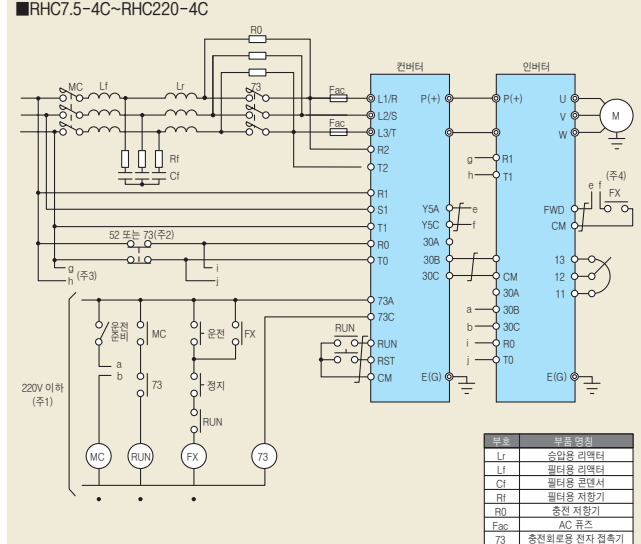 ■RHC7.5-4C~RHC220-4C
R0
MC
Lf
Lr
73
Fac
Fac
Rf
Cf
컨버터
L1/R
P(+)
L2/S
L3/T
R2
T2
R1
S1
Y5A
e
T1
Y5C
f
R0
30A
T0
30B
30C
73A
73C
RUN
RST
CM
E(G)
인버터
P(+)
U
V
W
M
g
R1
h
T1
(주4)
e f
FX
FWD
CM
13
12
11
CM
30A
a
30B
b
30C
i
R0
j
T0
E(G)
52 또는 73(주2)
g
h
(주3)
i
j
RUN
220V 이하
(주1)
운전
준비
a
b
MC
73
운전
FX
정지
RUN
MC
RUN
FX
73
부호 부품 명칭
Lr 승압용 리액터
Lf 필터용 리액터
Cf 필터용 콘덴서
Rf 필터용 저항기
R0 충전 저항기
Fac AC 퓨즈
73 충전회로용 전자 접촉기